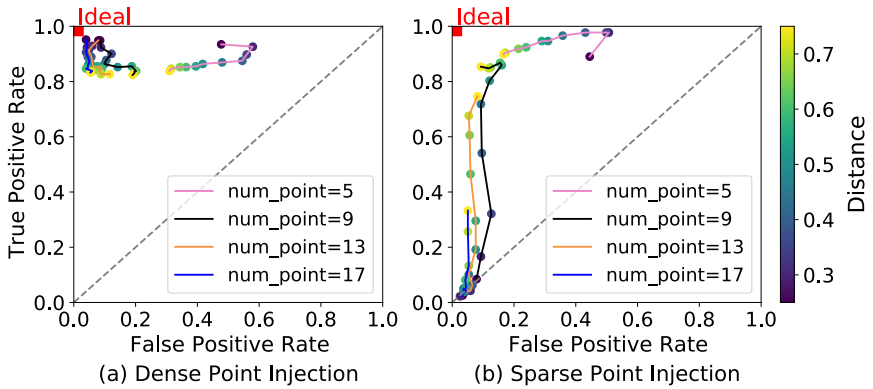 Ideal
1.0
0.8
0.6
0.4
0.2
0.0
True Positive Rate
num_point=5
num_point=9
num_point=13
num_point=17
0.0 0.2 0.4 0.6 0.8 1.0
False Positive Rate
(a) Dense Point Injection
Ideal
1.0
0.8
0.6
0.4
0.2
0.0
num_point=5
num_point=9
num_point=13
num_point=17
0.0 0.2 0.4 0.6 0.8 1.0
False Positive Rate
(b) Sparse Point Injection
0.7
0.6
0.5
0.4
0.3
Distance